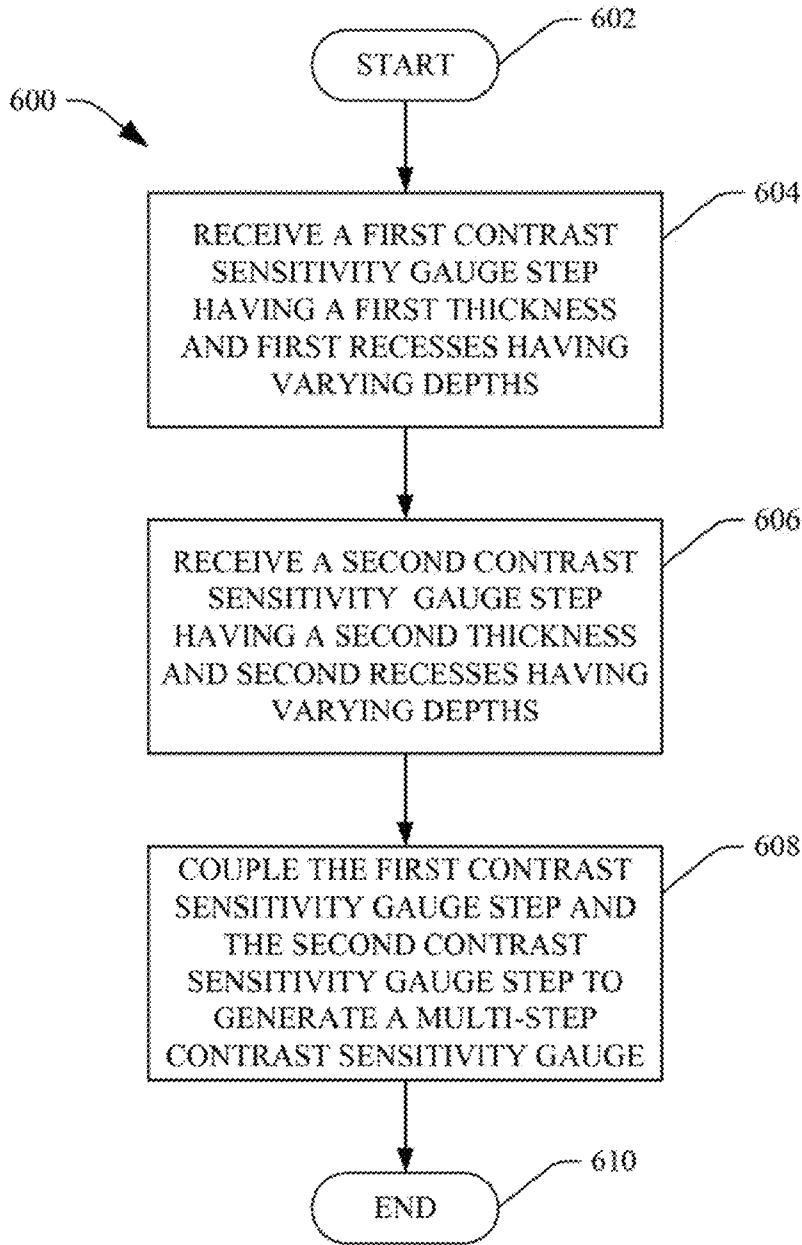 602
START
600
604
RECEIVE A FIRST CONTRAST
SENSITIVITY GAUGE STEP
HAVING A FIRST THICKNESS
AND FIRST RECESSES HAVING
VARYING DEPTHS
606
RECEIVE A SECOND CONTRAST
SENSITIVITY GAUGE STEP
HAVING A SECOND THICKNESS
AND SECOND RECESSES HAVING
VARYING DEPTHS
608
COUPLE THE FIRST CONTRAST
SENSITIVITY GAUGE STEP AND
THE SECOND CONTRAST
SENSITIVITY GAUGE STEP TO
GENERATE A MULTI-STEP
CONTRAST SENSITIVITY GAUGE
610
END